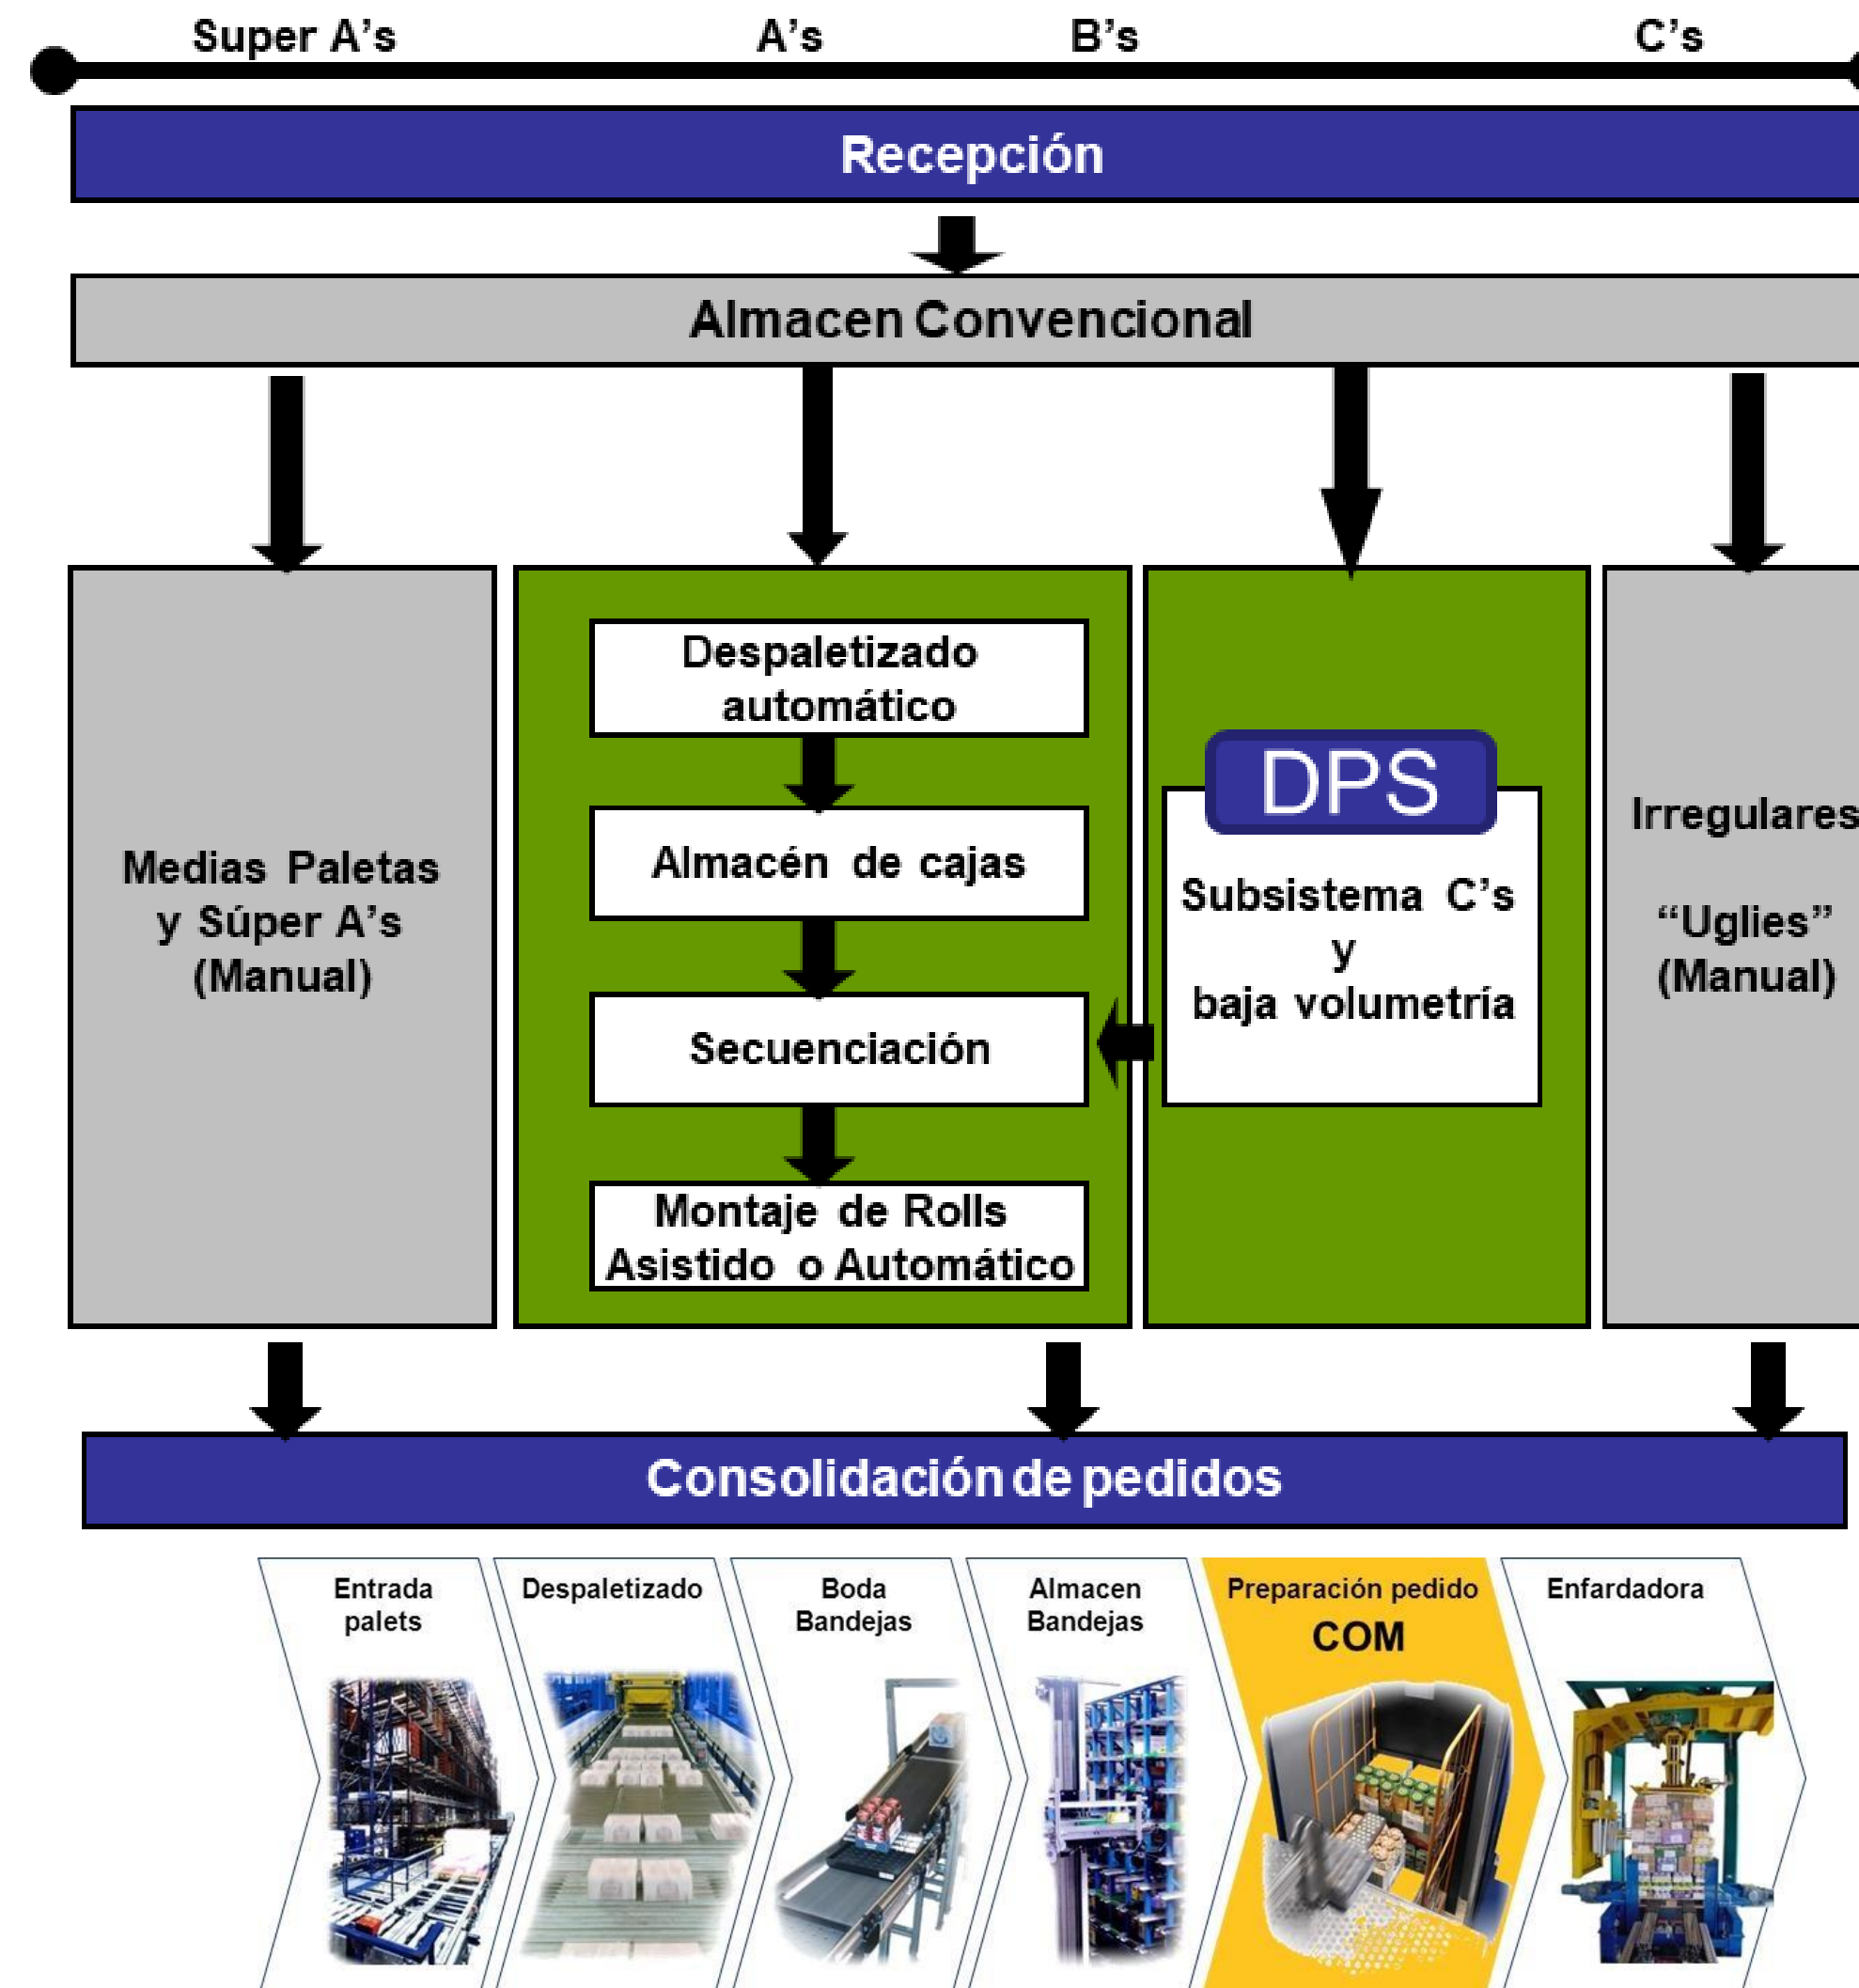 Super A’s
A’s
B’s
C’s
Recepción
Almacen Convencional
Medias Paletas
y Súper A’s
(Manual)
Despaletizado
automático
Almacén de cajas
Secuenciación
Montaje de Rolls
Asistido o Automático
DPS
Subsistema C’s
y
baja volumetría
Irregulares
“Uglies”
(Manual)
Consolidación de pedidos
Entrada
palets
Despaletizado
Boda
Bandejas
Almacen
Bandejas
Preparación pedido
COM
Enfardadora